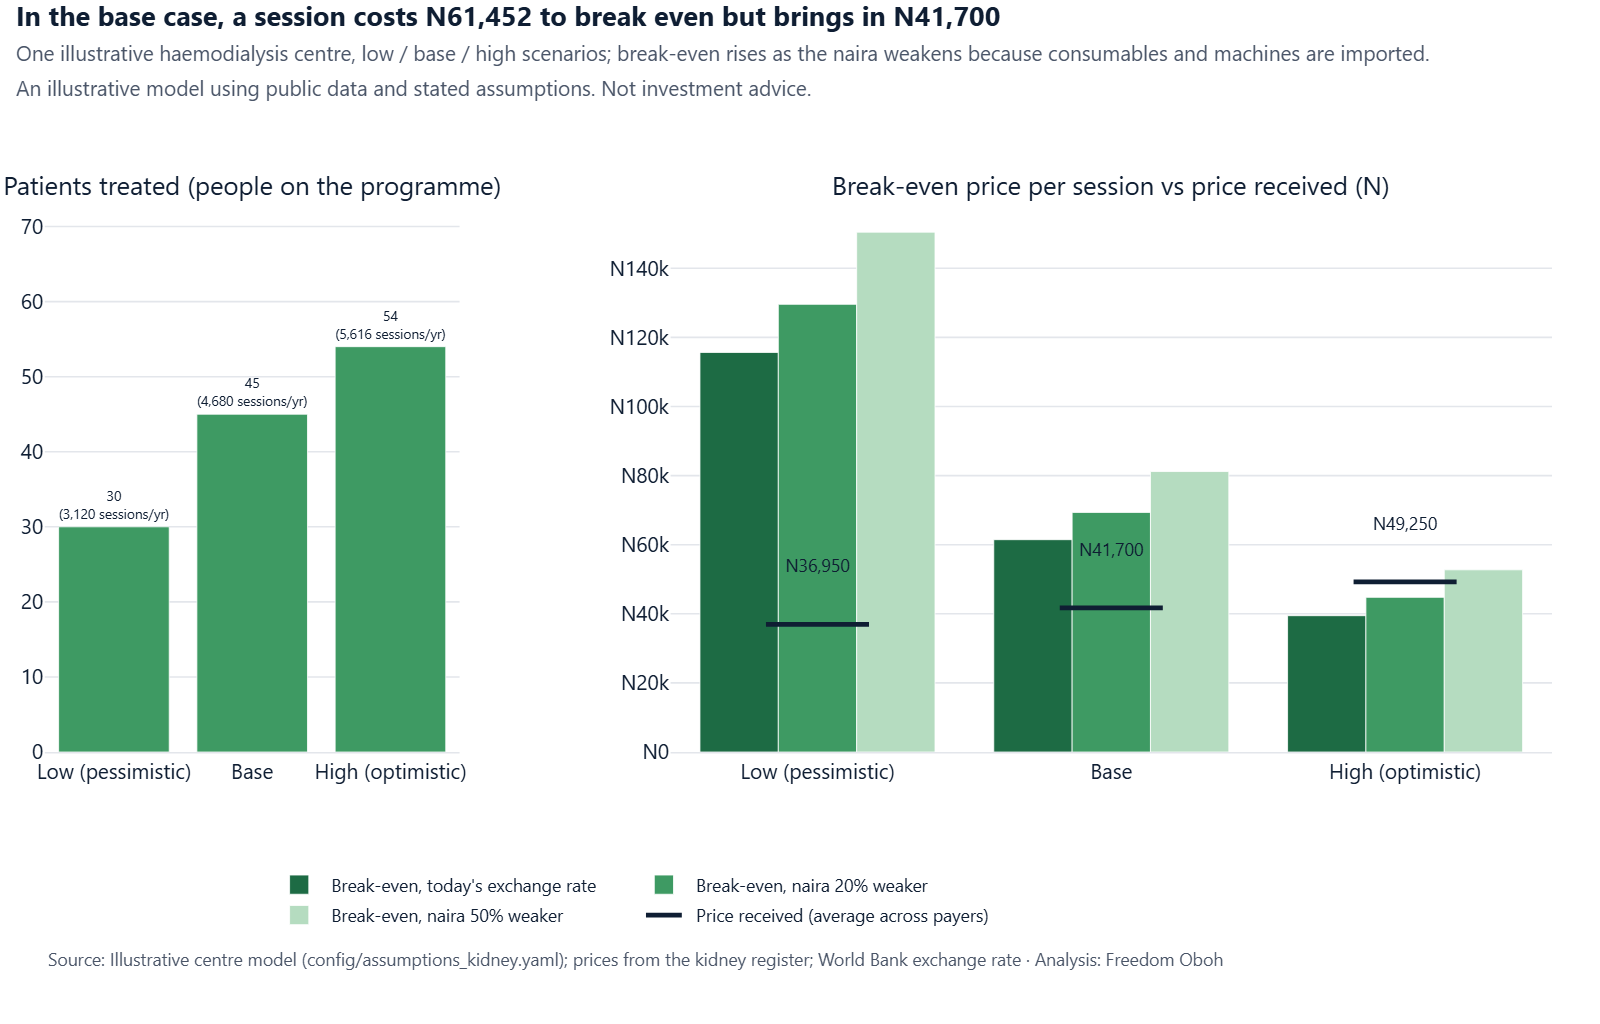 In the base case, a session costs N61,452 to break even but brings in N41,700
One illustrative haemodialysis centre, low / base / high scenarios; break-even rises as the naira weakens because consumables and machines are imported.
An illustrative model using public data and stated assumptions. Not investment advice.
Patients treated (people on the programme)
70
60
50
40
30
20
10
0
54
(5,616 sessions/yr)
45
(4,680 sessions/yr)
30
(3,120 sessions/yr)
Low (pessimistic)
Base
High (optimistic)
Break-even price per session vs price received (N)
N140k
N120k
N100k
N80k
N60k
N40k
N20k
N0
N36,950
N41,700
N49,250
Low (pessimistic)
Base
High (optimistic)
Break-even, today's exchange rate
Break-even, naira 20% weaker
Break-even, naira 50% weaker
Price received (average across payers)
Source: Illustrative centre model (config/assumptions_kidney.yaml); prices from the kidney register; World Bank exchange rate · Analysis: Freedom Oboh